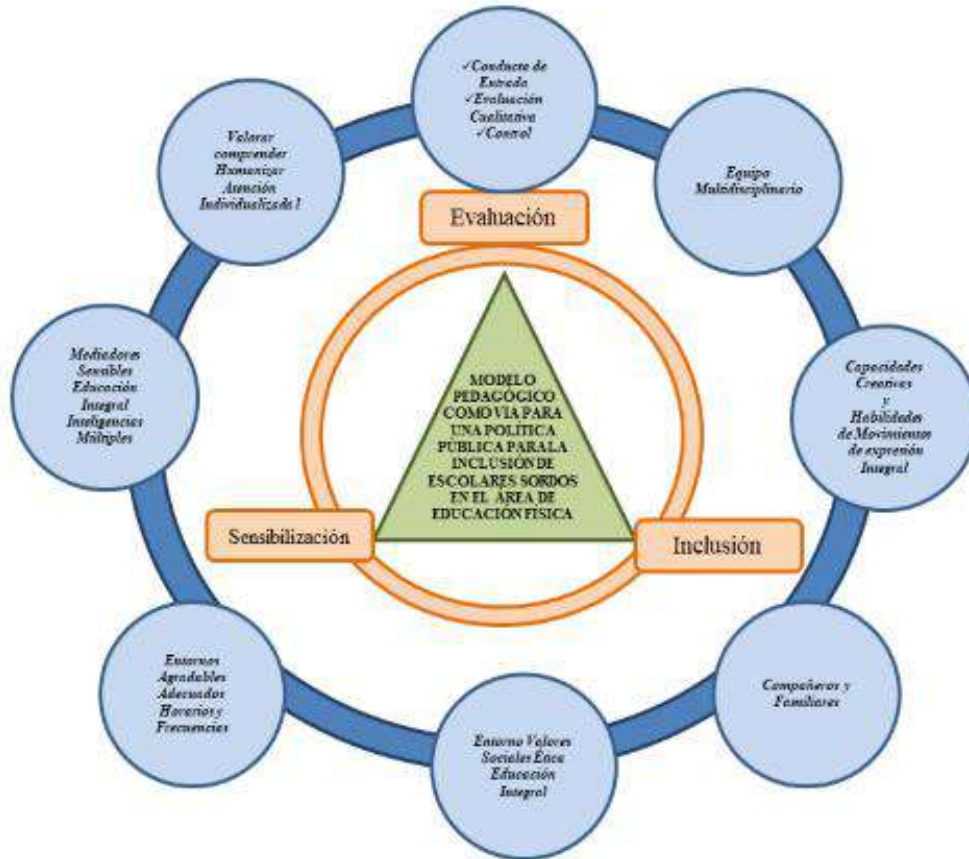 ✓Conducta de
Entrada
✓Evaluación
Cualitativa
✓Control
Equipo
Multidisciplinario
Capacidades
Creativas
y
Habilidades
de Movimientos
de expresión
Integral
Compañeros y
Familiares
Entorno Valores
Sociales Ética
Educación
Integral
Entornos
Agradables
Adecuados
Horarios y
Frecuencias
Mediadores
Sensibles
Educación
Integral
Inteligencias
Múltiples
Valorar
comprender
Humanizar
Atención
Individualizada l
Evaluación
MODELO
PEDAGÓGICO
COMO VIA PARA
UNA POLÍTICA
PÚBLICA PARA LA
INCLUSIÓN DE
ESCOLARES SORDOS
EN EL ÁREA DE
EDUCACIÓN FÍSICA
Sensibilización
Inclusión